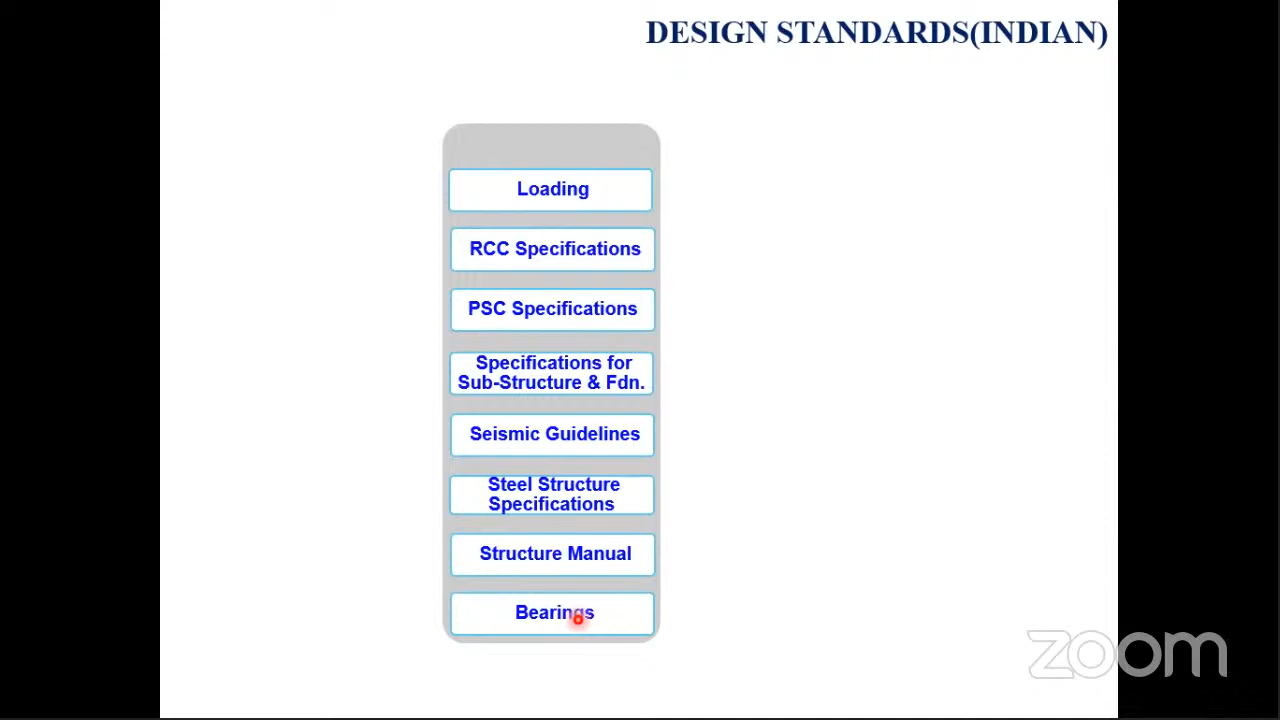 DESIGN STANDARDS(INDIAN)
Loading
RCC Specifications
PSC Specifications
Specifications for
Sub-Structure & Fdn.
Seismic Guidelines
Steel Structure
Specifications
Structure Manual
Bearings
zoom